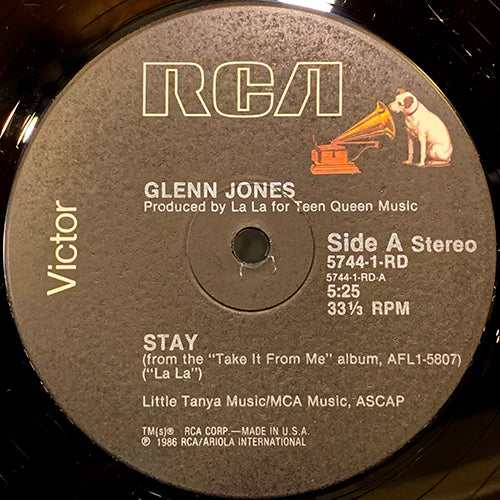 RCA
Victor
GLENN JONES
Produced by La La for Teen Queen Music
Side A Stereo
5744-1-RD
5744-1-RD-A
5:25
33⅓ RPM
STAY
(from the "Take It From Me" album, AFL1-5807)
("La La")
Little Tanya Music/MCA Music, ASCAP
TM(s)® RCA CORP.—MADE IN U.S.A.
℗ 1986 RCA/ARIOLA INTERNATIONAL